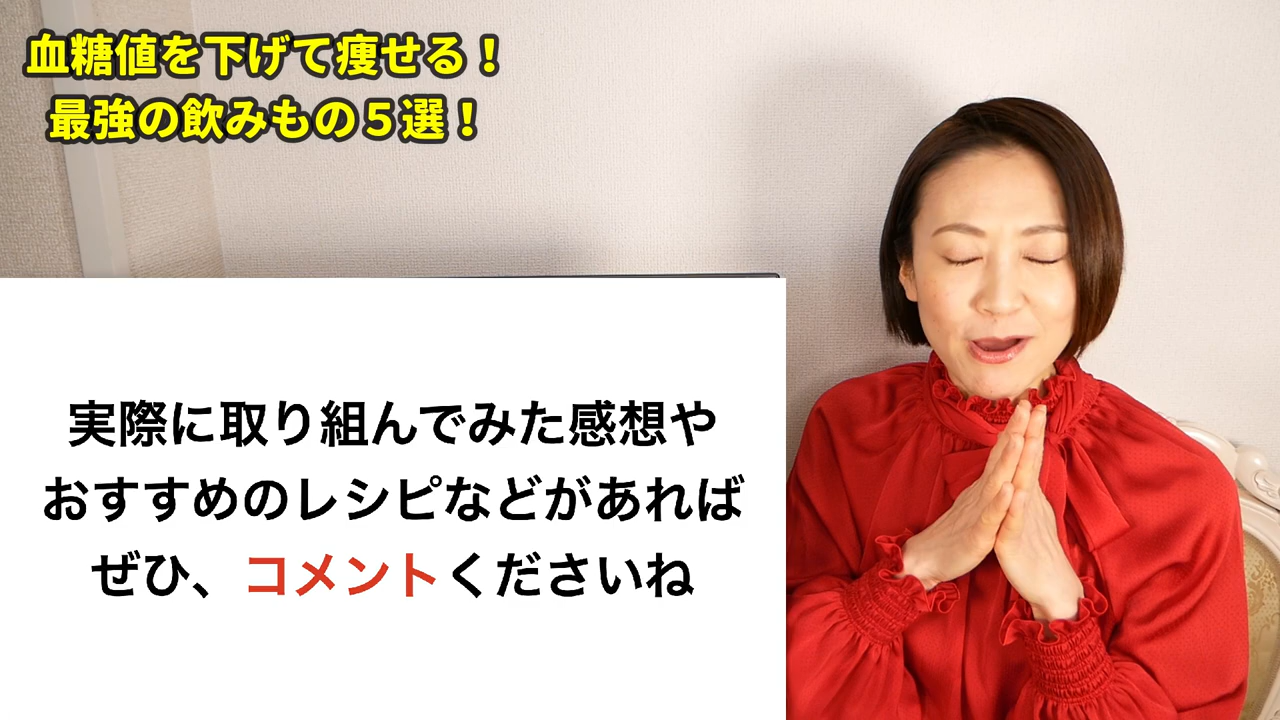 血糖値を下げて痩せる！
最強の飲みもの５選！
実際に取り組んでみた感想や
おすすめのレシピなどがあれば
ぜひ、コメントくださいね